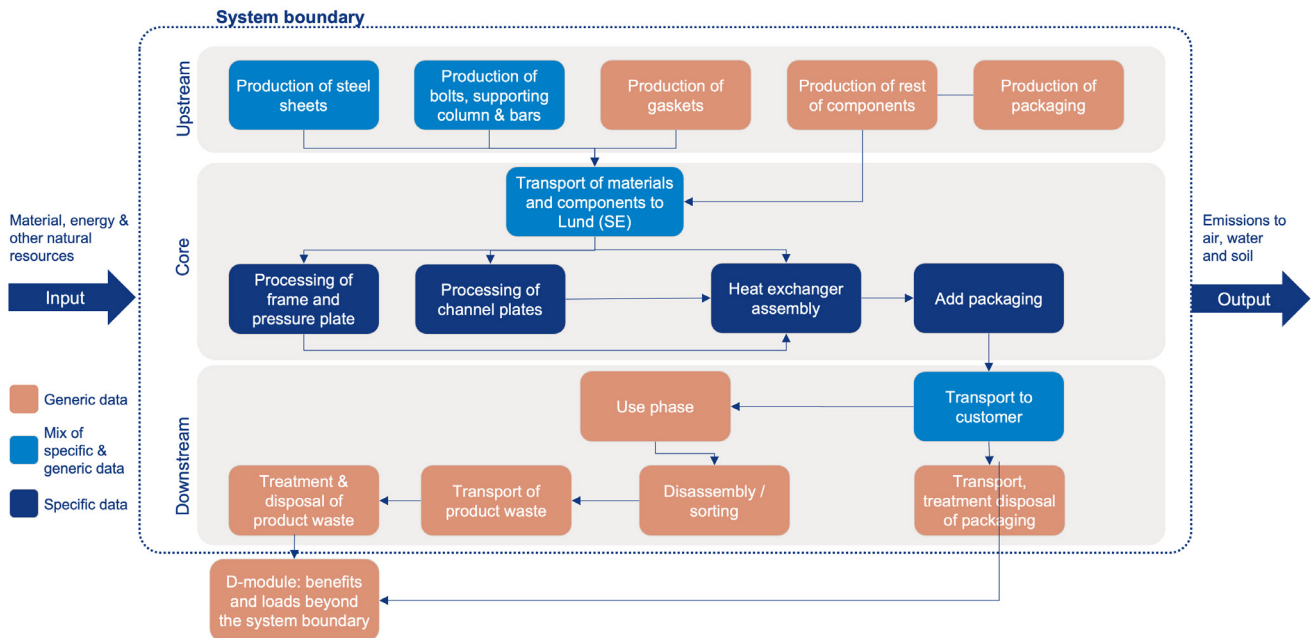 System boundary
Upstream
Production of steel
sheets
Production of
bolts, supporting
column & bars
Production of
gaskets
Production of rest
of components
Production of
packaging
Material, energy &
other natural
resources
Input
Core
Transport of materials
and components to
Lund (SE)
Processing of
frame and
pressure plate
Processing of
channel plates
Heat exchanger
assembly
Add packaging
Emissions to
air, water
and soil
Output
Generic data
Mix of
specific &
generic data
Specific data
Downstream
Use phase
Transport to
customer
Treatment &
disposal of
product waste
Transport of
product waste
Disassembly /
sorting
Transport,
treatment disposal
of packaging
D-module: benefits
and loads beyond
the system boundary